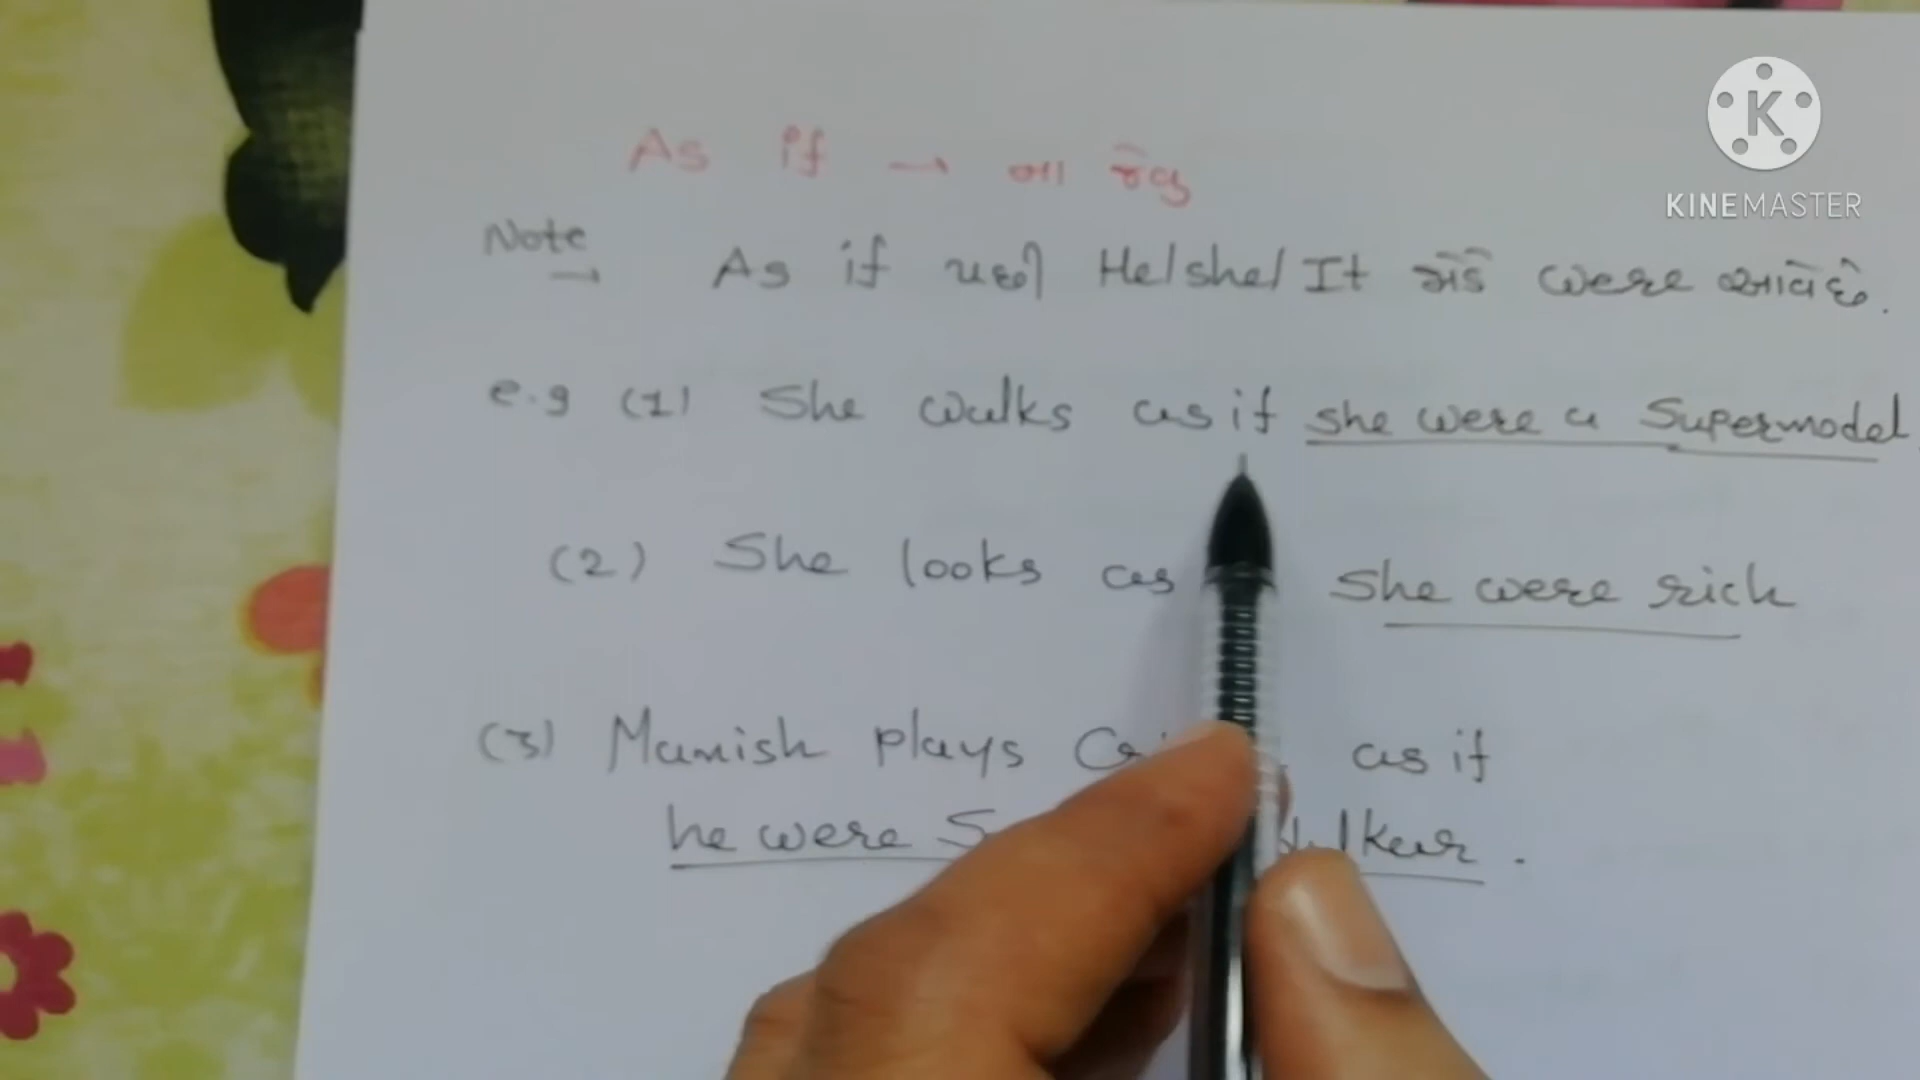 As if → ના જેવુ
Note → As if પછી He/she/It માટે were આવે છે.
e.g (1) She walks as if she were a Supermodel
(2) She looks as she were rich
(3) Manish plays as if
he were
K
KINEMASTER